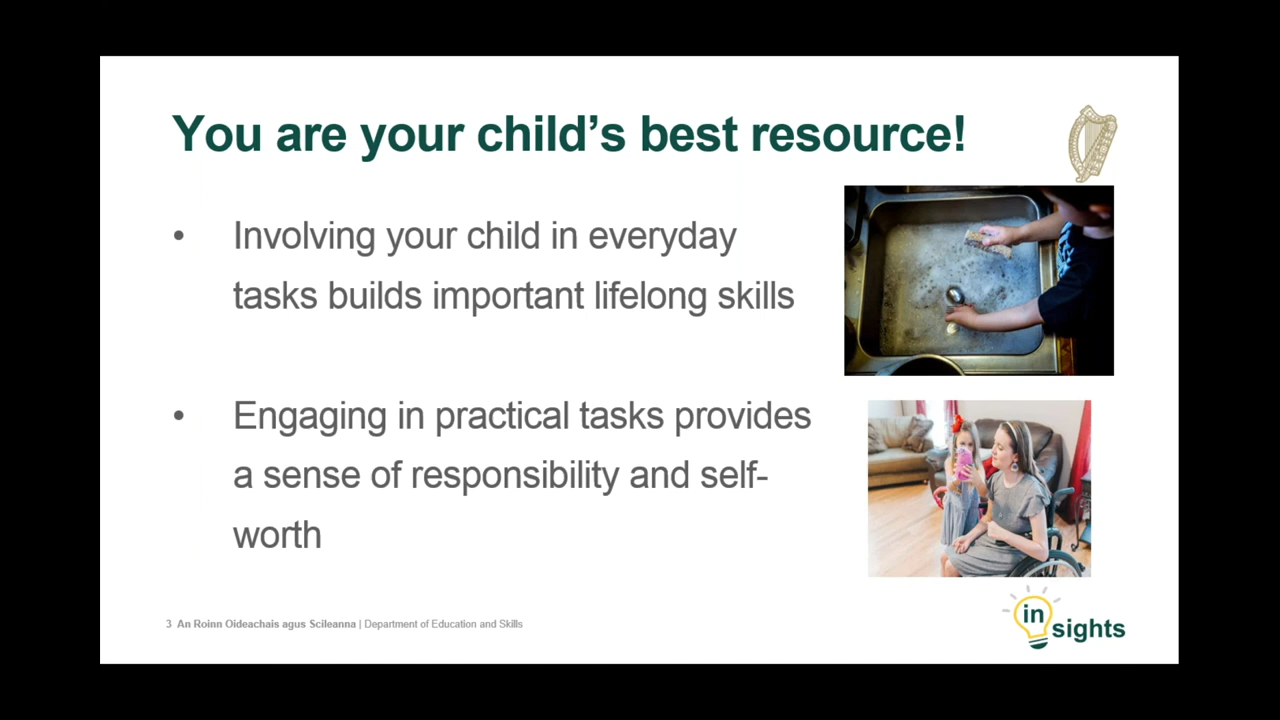 You are your child’s best resource!
• Involving your child in everyday
tasks builds important lifelong skills
• Engaging in practical tasks provides
a sense of responsibility and self-
worth
3 An Roinn Oideachais agus Scileanna | Department of Education and Skills
in
sights